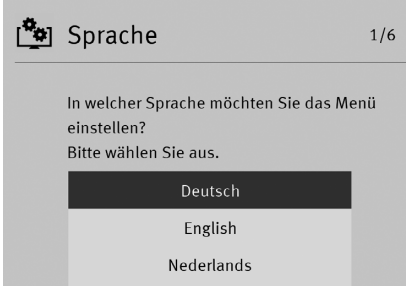 Sprache 1/6
In welcher Sprache möchten Sie das Menü
einstellen?
Bitte wählen Sie aus.
Deutsch
English
Nederlands